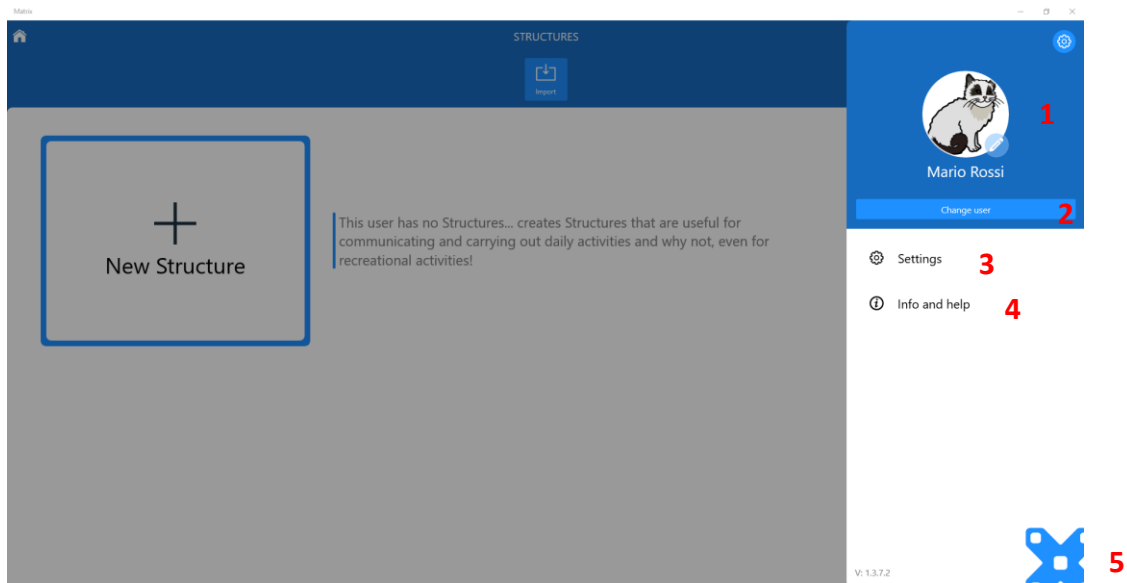 Matrix
STRUCTURES
Import
1
Mario Rossi
Change user
2
New Structure
This user has no Structures... creates Structures that are useful for
communicating and carrying out daily activities and why not, even for
recreational activities!
Settings
3
Info and help
4
V: 1.3.7.2
5